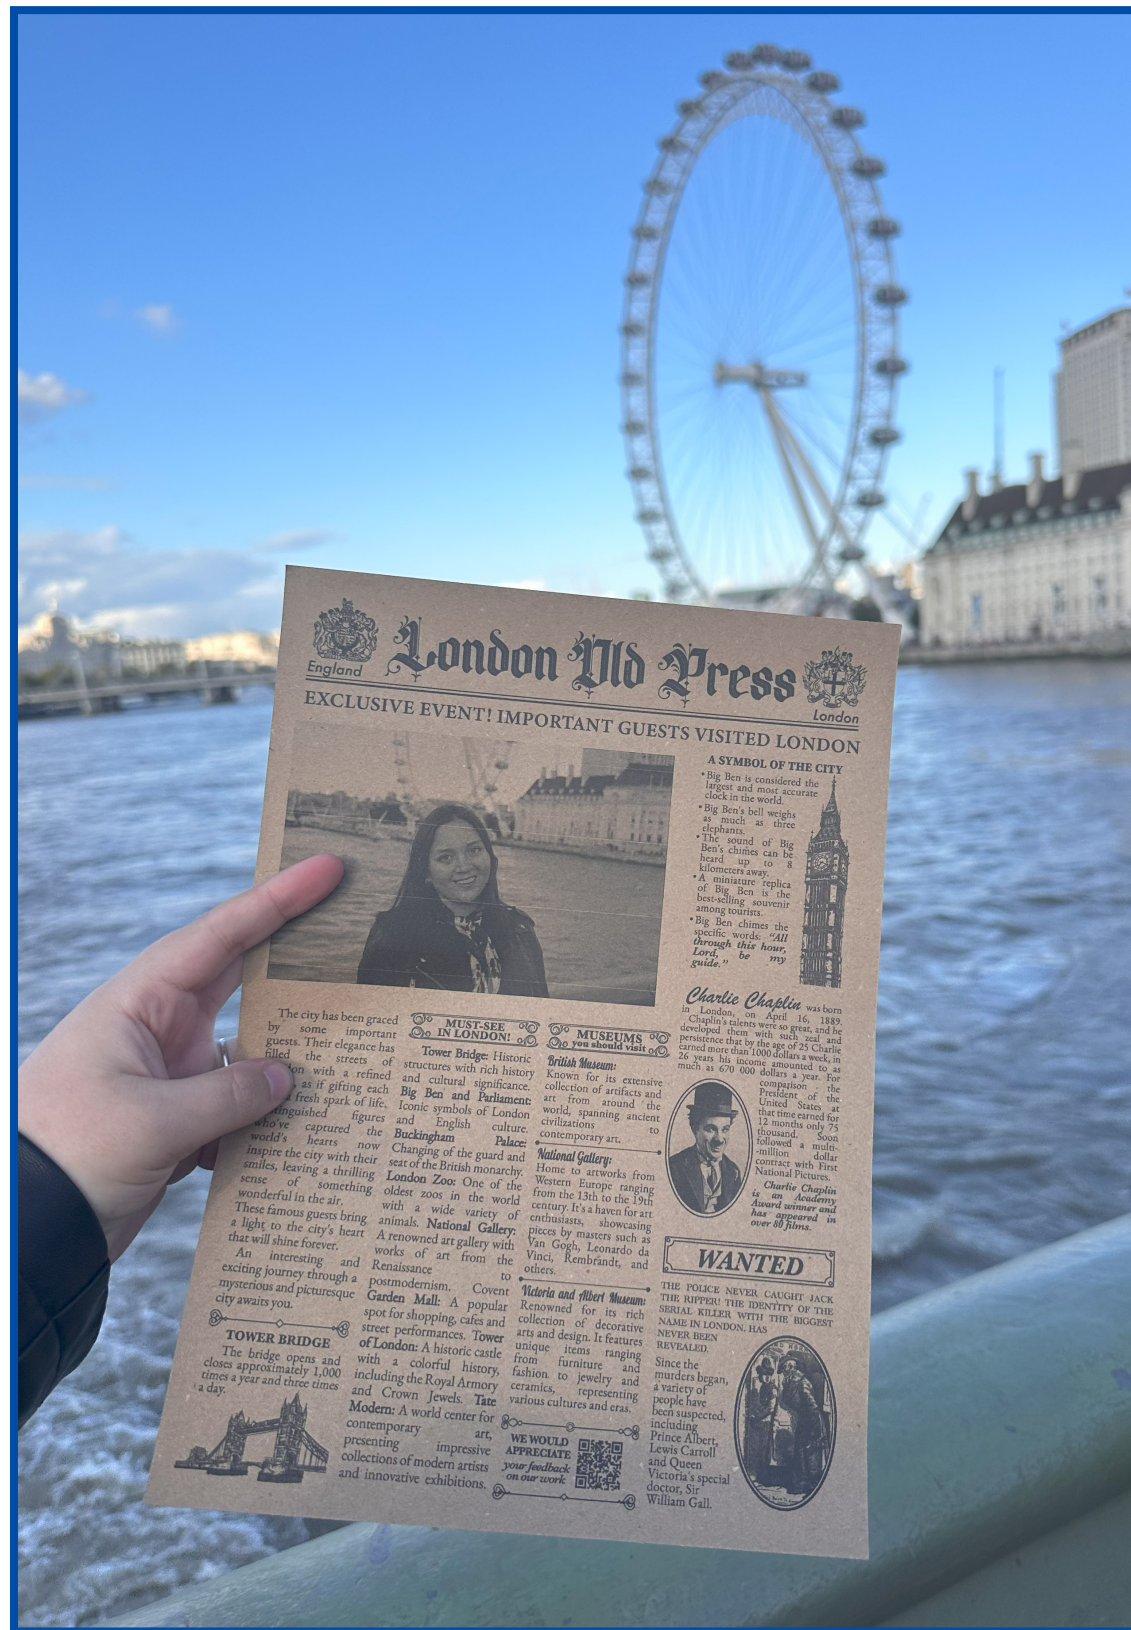 London Old Press
England
London
EXCLUSIVE EVENT! IMPORTANT GUESTS VISITED LONDON
A SYMBOL OF THE CITY
• Big Ben is considered the
largest and most accurate
clock in the world.
• Big Ben's bell weighs
as much as three
elephants.
• The sound of Big
Ben's chimes can be
heard up to 8
kilometers away.
• A miniature replica
of Big Ben is the
best-selling souvenir
among tourists.
• Big Ben chimes the
specific words: "All
through this hour,
Lord, be my
guide."
Charlie Chaplin was born
in London, on April 16, 1889.
Chaplin's talents were so great, and he
developed them with such zeal and
persistence that by the age of 25 Charlie
earned more than 1000 dollars a week, in
26 years his income amounted to as
much as 670 000 dollars a year. For
comparison - the
President of the
United States at
that time earned for
12 months only 75
thousand. Soon
followed a multi-
-million dollar
contract with First
National Pictures.
Charlie Chaplin
is an Academy
Award winner and
has appeared in
over 80 films.
The city has been graced
by some important
guests. Their elegance has
filled the streets of
with a refined
as if gifting each
fresh spark of life.
figures
who've captured the
world's hearts now
inspire the city with their
smiles, leaving a thrilling
sense of something
wonderful in the air.
These famous guests bring
a light to the city's heart
that will shine forever.
An interesting and
exciting journey through a
mysterious and picturesque
city awaits you.
TOWER BRIDGE
The bridge opens and
closes approximately 1,000
times a year and three times
a day.
MUST-SEE
IN LONDON!
Tower Bridge: Historic
structures with rich history
and cultural significance.
Big Ben and Parliament:
Iconic symbols of London
and English culture.
Buckingham Palace:
Changing of the guard and
seat of the British monarchy.
London Zoo: One of the
oldest zoos in the world
with a wide variety of
animals. National Gallery:
A renowned art gallery with
works of art from the
Renaissance to
postmodernism. Covent
Garden Mall: A popular
spot for shopping, cafes and
street performances. Tower
of London: A historic castle
with a colorful history,
including the Royal Armory
and Crown Jewels. Tate
Modern: A world center for
contemporary art,
presenting impressive
collections of modern artists
and innovative exhibitions.
MUSEUMS
you should visit
British Museum:
Known for its extensive
collection of artifacts and
art from around the
world, spanning ancient
civilizations to
contemporary art.
National Gallery:
Home to artworks from
Western Europe ranging
from the 13th to the 19th
century. It's a haven for art
enthusiasts, showcasing
pieces by masters such as
Van Gogh, Leonardo da
Vinci, Rembrandt, and
others.
Victoria and Albert Museum:
Renowned for its rich
collection of decorative
arts and design. It features
unique items ranging
from furniture and
fashion to jewelry and
ceramics, representing
various cultures and eras.
WE WOULD
APPRECIATE
your feedback
on our work
WANTED
THE POLICE NEVER CAUGHT JACK
THE RIPPER! THE IDENTITY OF THE
SERIAL KILLER WITH THE BIGGEST
NAME IN LONDON, HAS
NEVER BEEN
REVEALED.
Since the
murders began,
a variety of
people have
been suspected,
including
Prince Albert,
Lewis Carroll
and Queen
Victoria's special
doctor, Sir
William Gall.